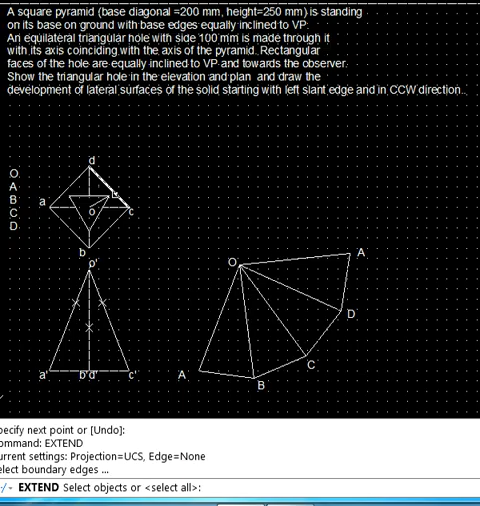 A square pyramid (base diagonal =200 mm, height=250 mm) is standing
on its base on ground with base edges equally inclined to VP.
An equilateral triangular hole with side 100 mm is made through it
with its axis coinciding with the axis of the pyramid. Rectangular
faces of the hole are equally inclined to VP and towards the observer.
Show the triangular hole in the elevation and plan and draw the
development of lateral surfaces of the solid starting with left slant edge and in CCW direction..
d
O
A
B
C
D
a
o
c
b
o'
a'
b'd'
c'
O
A
D
C
A
B
pecify next point or [Undo]:
ommand: EXTEND
urrent settings: Projection=UCS, Edge=None
elect boundary edges ...
EXTEND Select objects or <select all>: